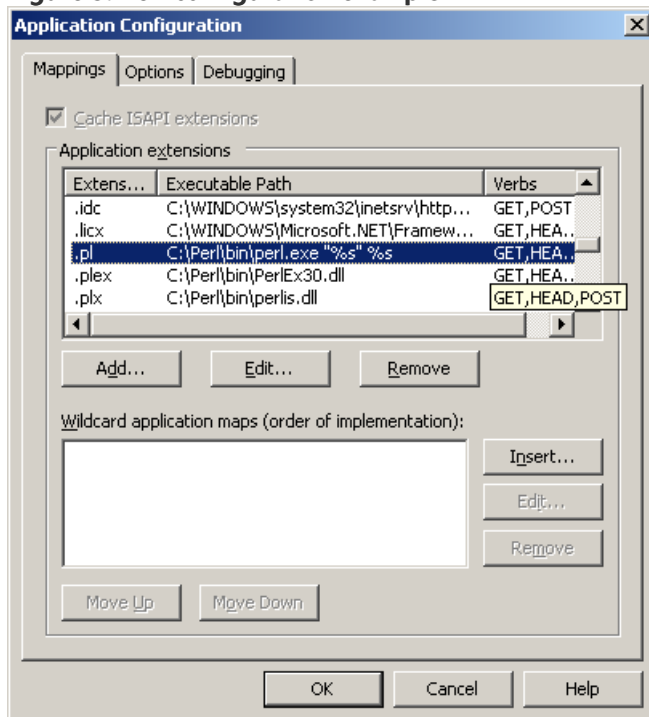 Application Configuration
Mappings Options Debugging
Cache ISAPI extensions
Application extensions
Extens... Executable Path Verbs
.idc C:\WINDOWS\system32\inetsrv\http... GET,POST
.licx C:\WINDOWS\Microsoft.NET\Framew... GET,HEA..
.pl C:\Perl\bin\perl.exe "%s" %s GET,HEA..
.plex C:\Perl\bin\PerlEx30.dll GET,HEA..
.plx C:\Perl\bin\perlis.dll GET,HEAD,POST
Add... Edit... Remove
Wildcard application maps (order of implementation):
Insert...
Edit...
Remove
Move Up Move Down
OK Cancel Help